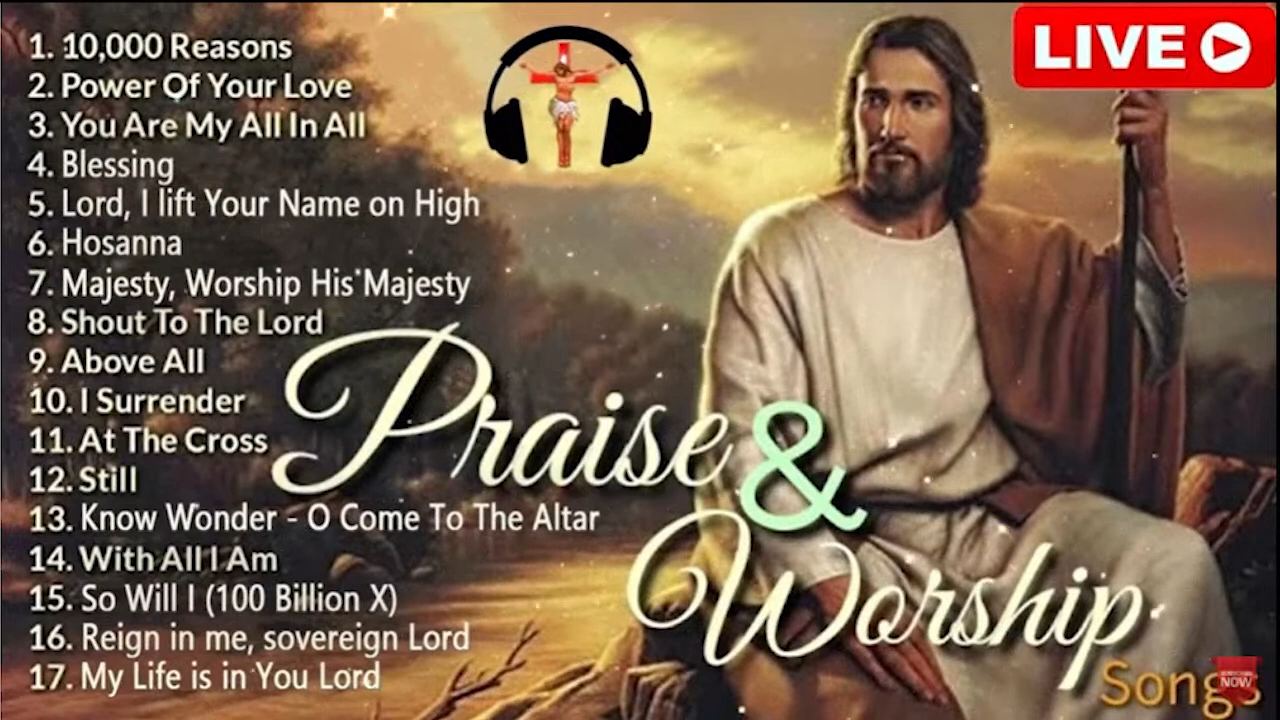 1. 10,000 Reasons
2. Power Of Your Love
3. You Are My All In All
4. Blessing
5. Lord, I lift Your Name on High
6. Hosanna
7. Majesty, Worship His Majesty
8. Shout To The Lord
9. Above All
10. I Surrender
11. At The Cross
12. Still
13. Know Wonder - O Come To The Altar
14. With All I Am
15. So Will I (100 Billion X)
16. Reign in me, sovereign Lord
17. My Life is in You Lord
LIVE
Praise
&
Worship
Songs
NOW